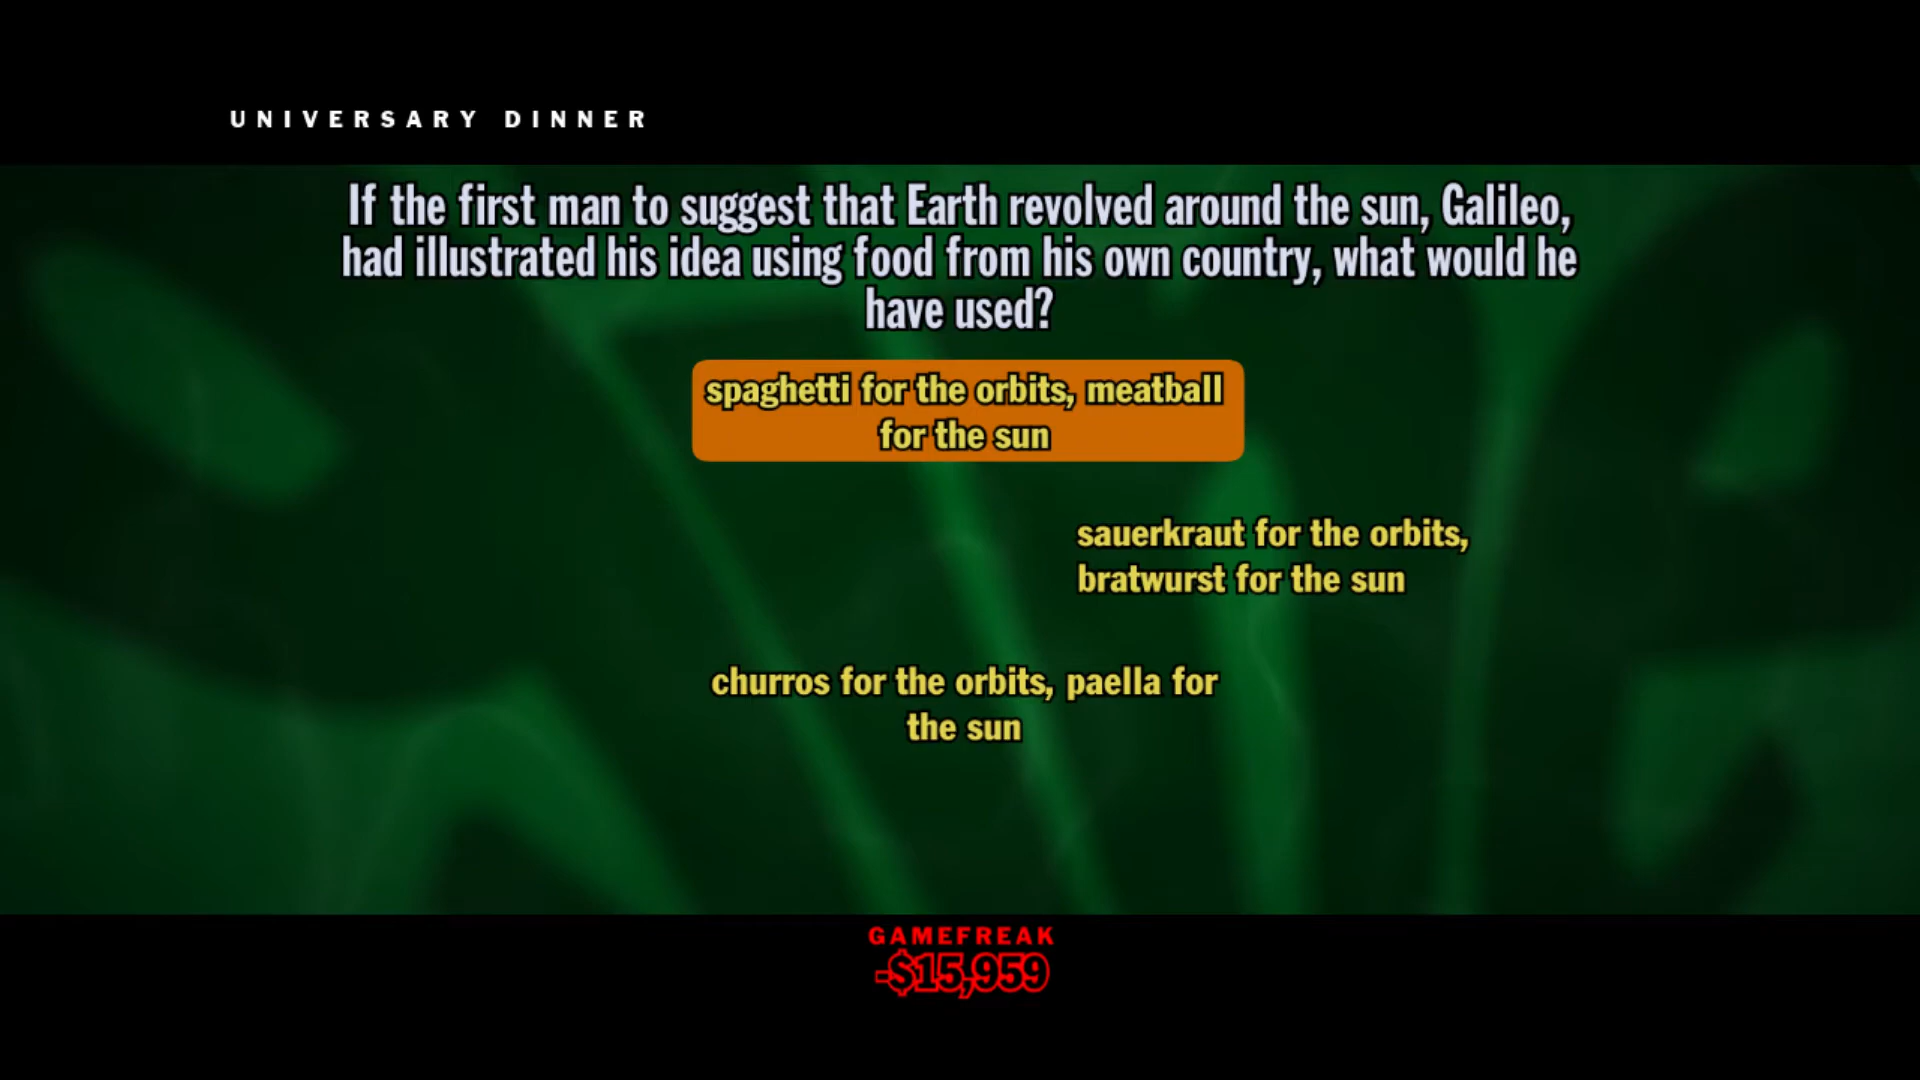 UNIVERSARY DINNER
If the first man to suggest that Earth revolved around the sun, Galileo,
had illustrated his idea using food from his own country, what would he
have used?
spaghetti for the orbits, meatball
for the sun
sauerkraut for the orbits,
bratwurst for the sun
churros for the orbits, paella for
the sun
GAMEFREAK
-$15,959